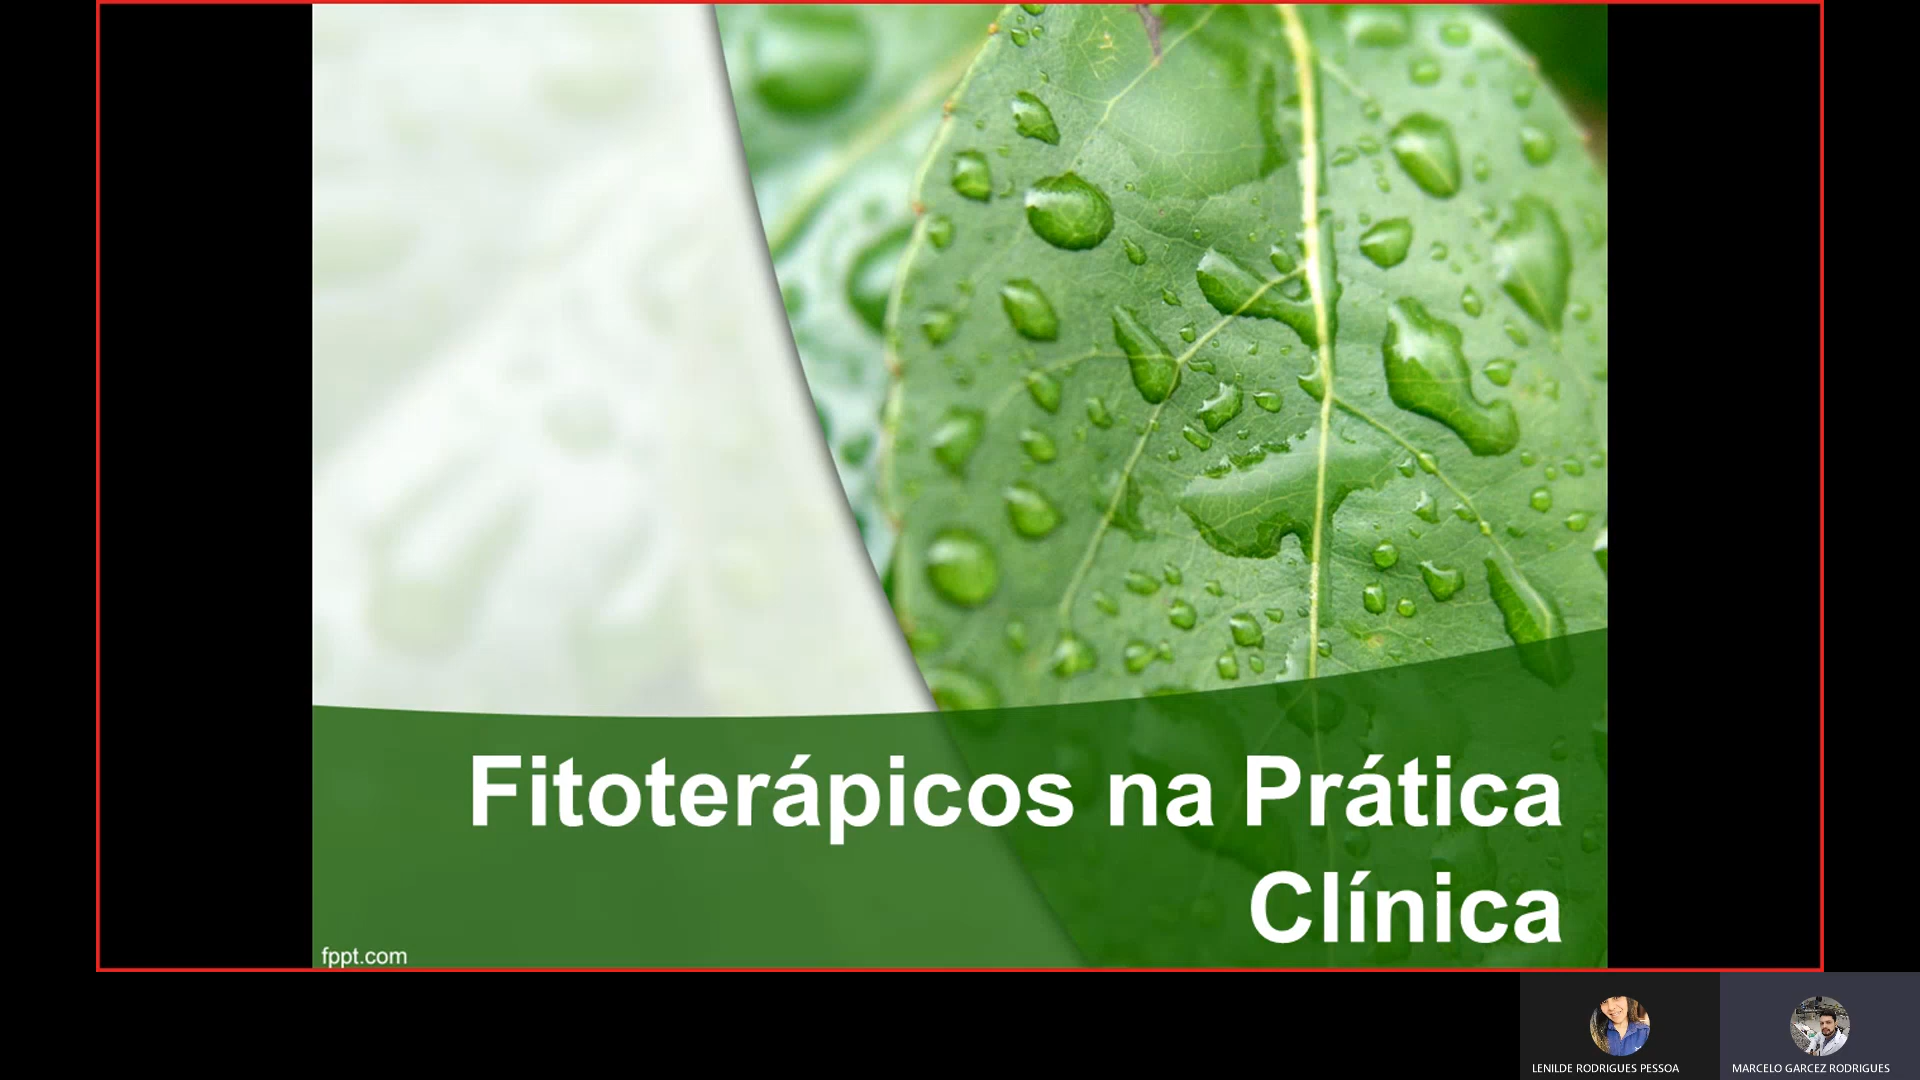 Fitoterápicos na Prática
Clínica
fppt.com
LENILDE RODRIGUES PESSOA
MARCELO GARCEZ RODRIGUES